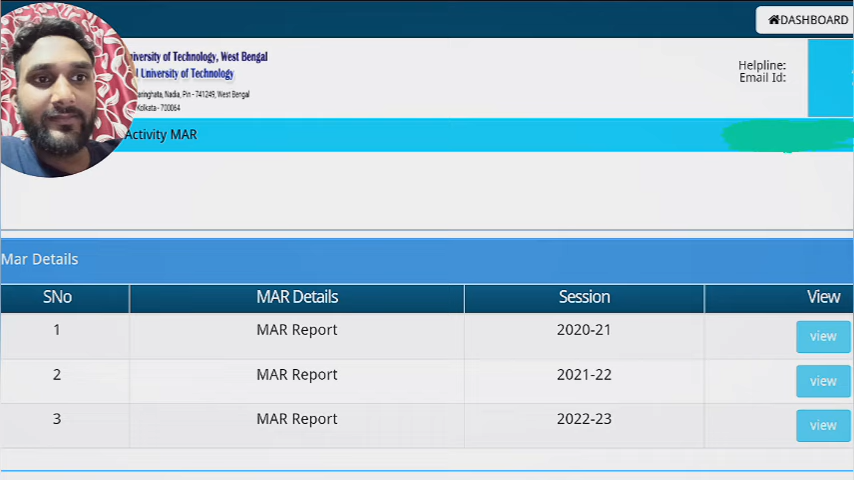 DASHBOARD
niversity of Technology, West Bengal
l University of Technology
aringhata, Nadia, Pin - 741249, West Bengal
Kolkata - 700064
Helpline:
Email Id:
Activity MAR
Mar Details
SNo MAR Details Session View
1 MAR Report 2020-21 view
2 MAR Report 2021-22 view
3 MAR Report 2022-23 view